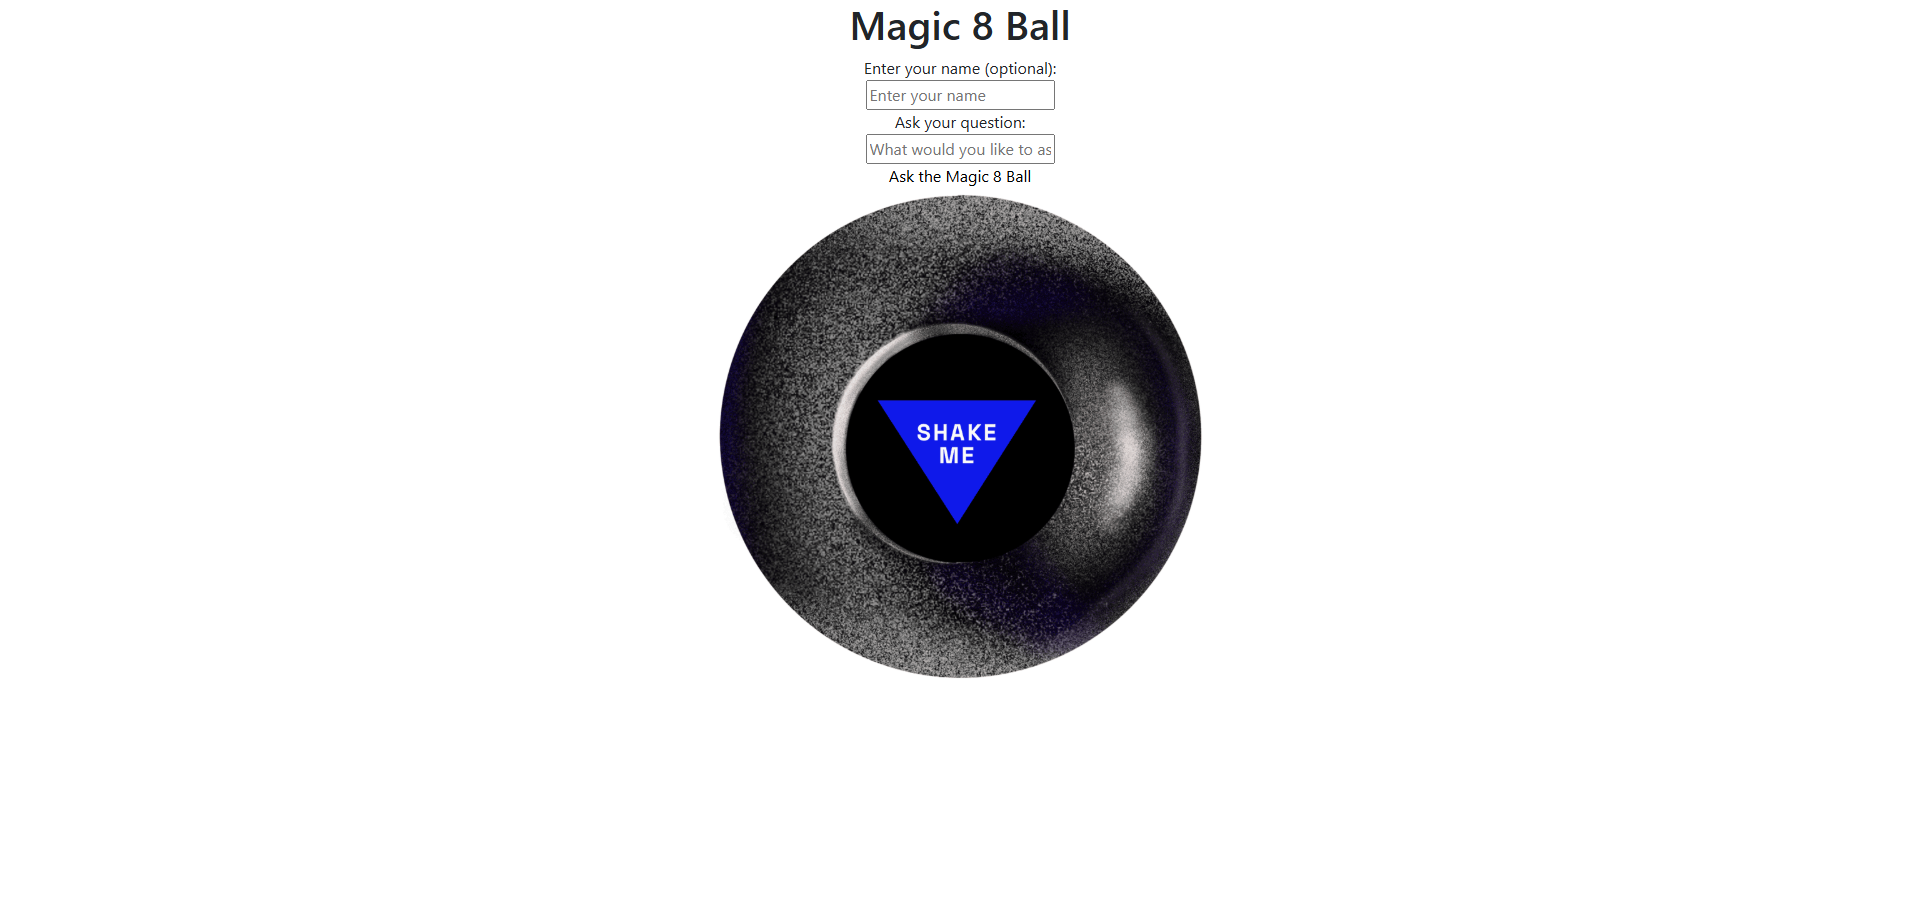 Magic 8 Ball
Enter your name (optional):
Enter your name
Ask your question:
What would you like to as
Ask the Magic 8 Ball
SHAKE
ME